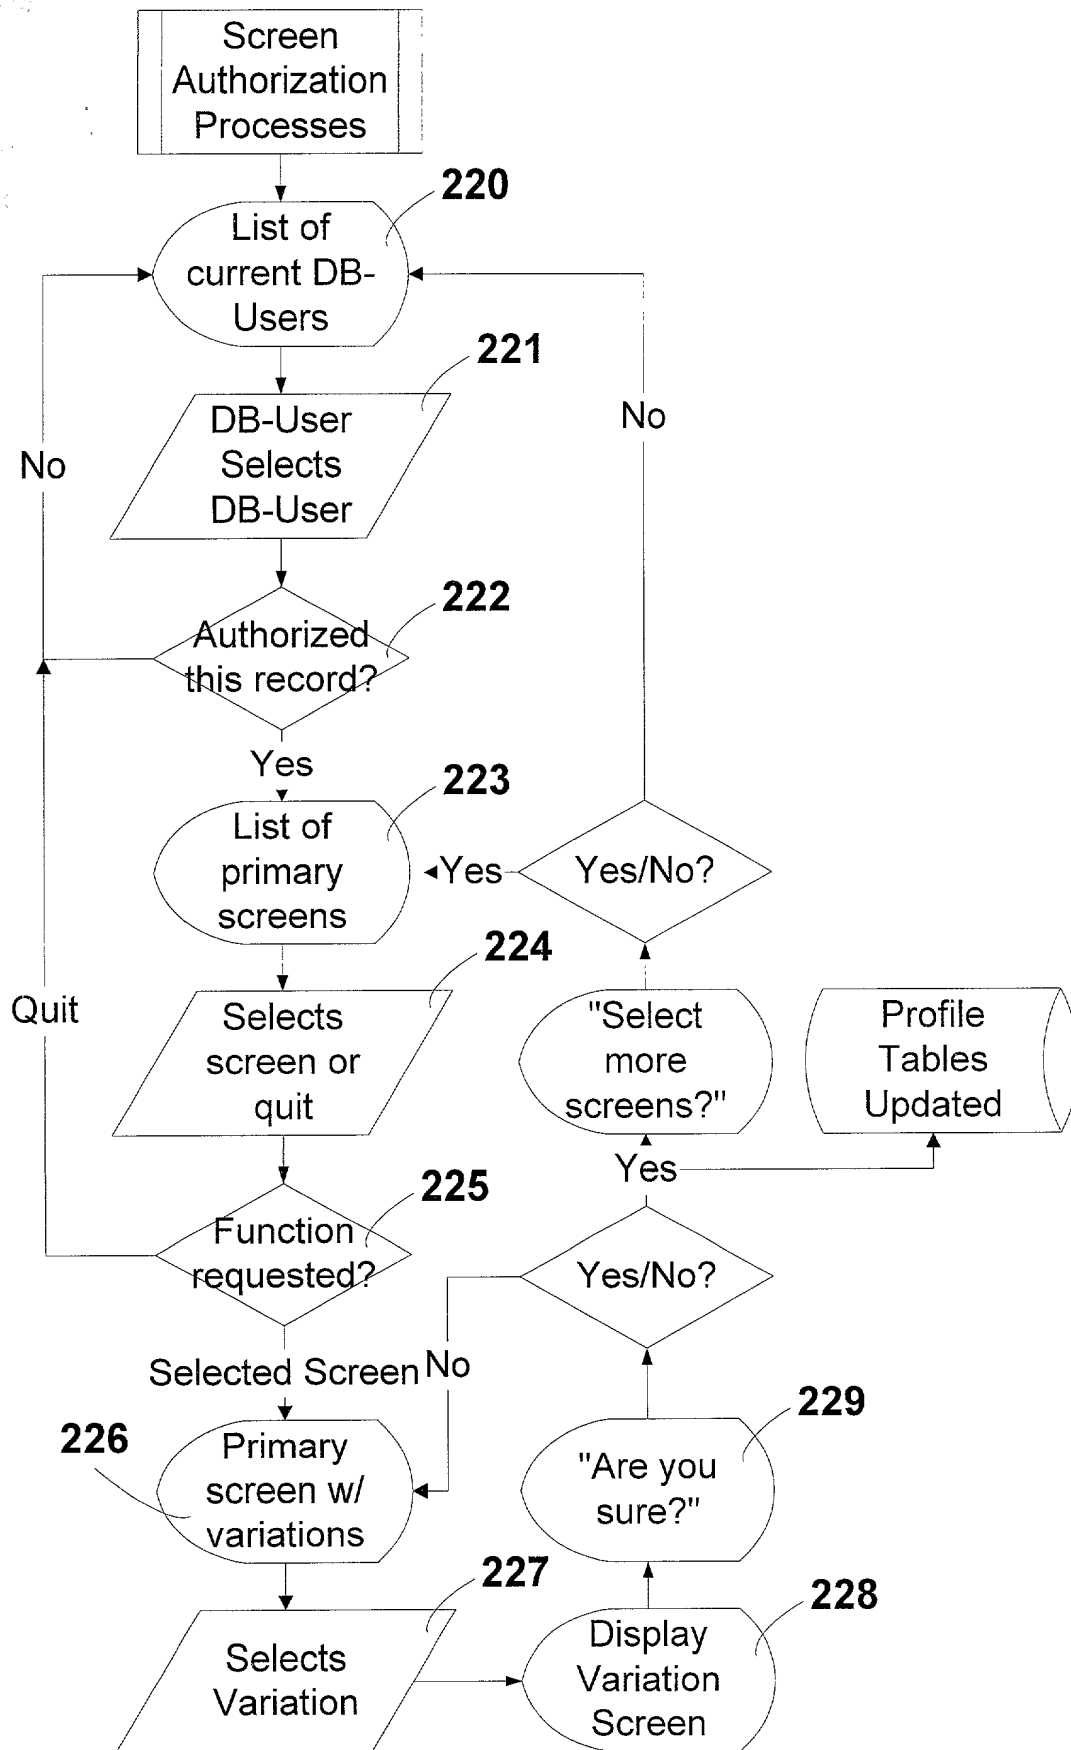 Screen
Authorization
Processes
220
List of
current DB-
Users
221
DB-User
Selects
DB-User
No
No
222
Authorized
this record?
Yes
223
List of
primary
screens
Yes
Yes/No?
224
Selects
screen or
quit
Quit
"Select
more
screens?"
Profile
Tables
Updated
Yes
225
Function
requested?
Yes/No?
Selected Screen
No
226
Primary
screen w/
variations
229
"Are you
sure?"
227
Selects
Variation
228
Display
Variation
Screen